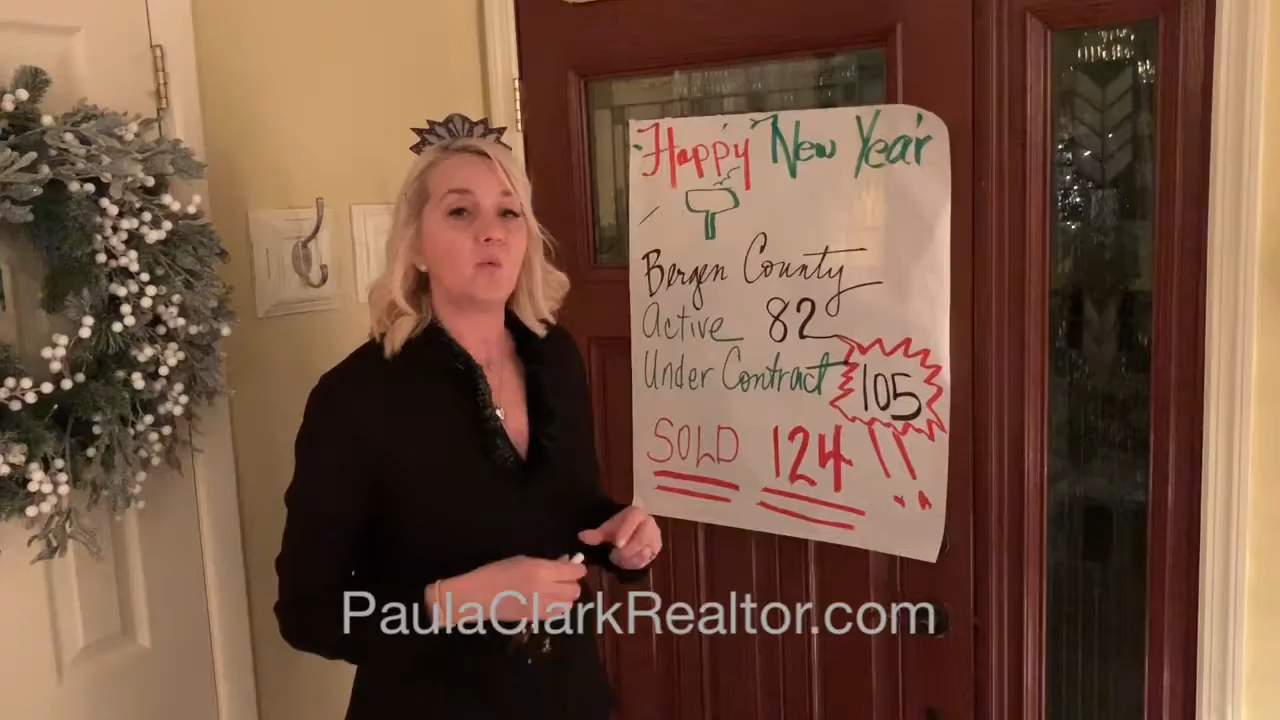 Happy New Year
Bergen County
Active 82
Under Contract 105
SOLD 124!!
PaulaClarkRealtor.com